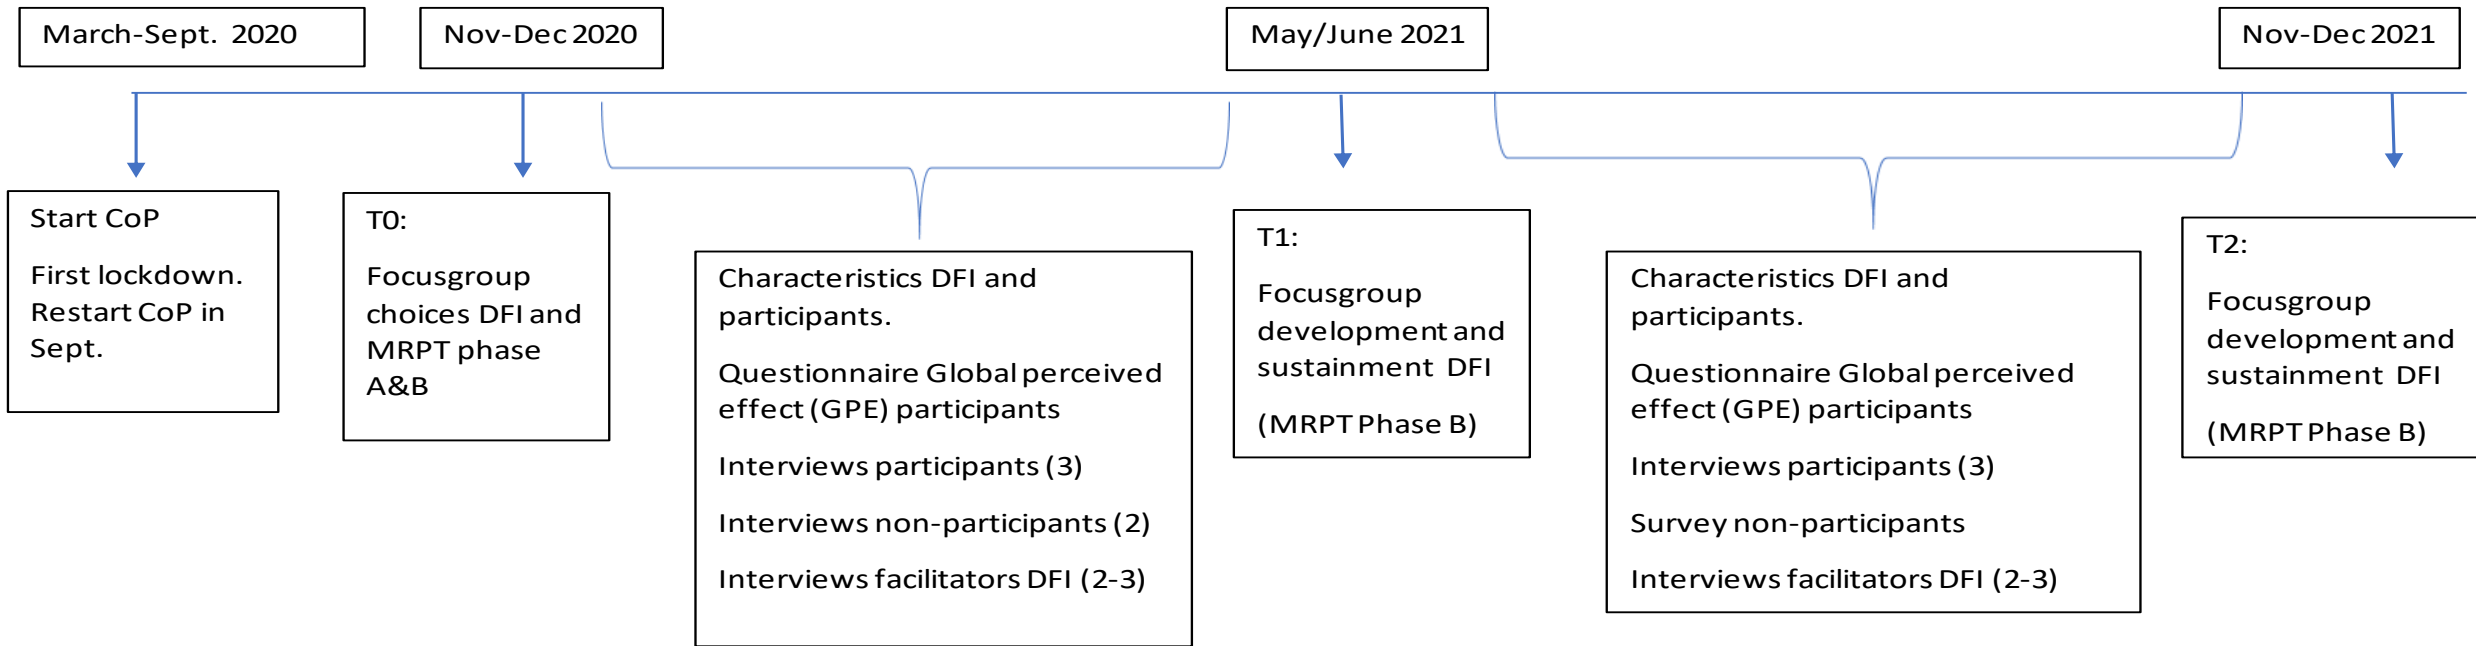 March-Sept. 2020
Nov-Dec 2020
May/June 2021
Nov-Dec 2021
Start CoP
First lockdown.
Restart CoP in
Sept.
T0:
Focusgroup
choices DFI and
MRPT phase
A&B
Characteristics DFI and
participants.
Questionnaire Global perceived
effect (GPE) participants
Interviews participants (3)
Interviews non-participants (2)
Interviews facilitators DFI (2-3)
T1:
Focusgroup
development and
sustainment DFI
(MRPT Phase B)
Characteristics DFI and
participants.
Questionnaire Global perceived
effect (GPE) participants
Interviews participants (3)
Survey non-participants
Interviews facilitators DFI (2-3)
T2:
Focusgroup
development and
sustainment DFI
(MRPT Phase B)